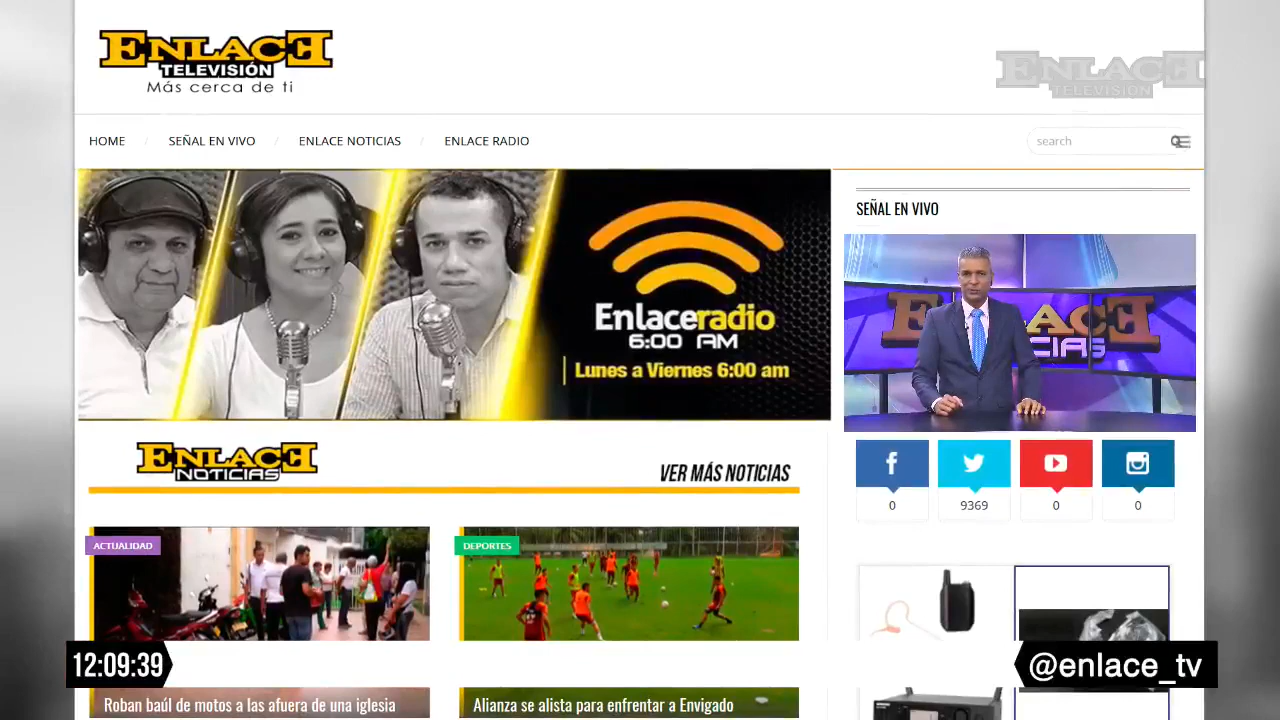 ENLACE
TELEVISIÓN
Más cerca de ti
ENLACE
TELEVISIÓN
HOME / SEÑAL EN VIVO / ENLACE NOTICIAS / ENLACE RADIO
search
SEÑAL EN VIVO
Enlaceradio
6:00 AM
Lunes a Viernes 6:00 am
ENLACE
CIAS
ENLACE
NOTICIAS
VER MÁS NOTICIAS
0
9369
0
0
ACTUALIDAD
DEPORTES
12:09:39
@enlace_tv
Roban baúl de motos a las afuera de una iglesia
Alianza se alista para enfrentar a Envigado